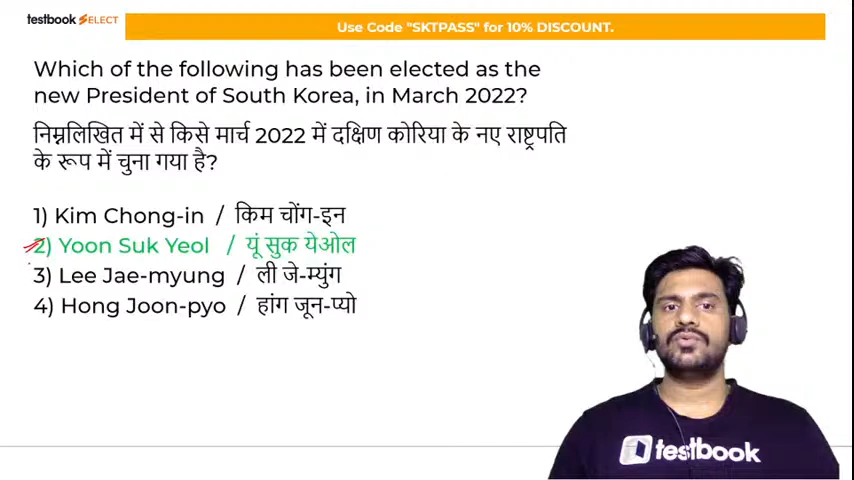 testbook SELECT
Use Code "SKTPASS" for 10% DISCOUNT.
Which of the following has been elected as the
new President of South Korea, in March 2022?
निम्नलिखित में से किसे मार्च 2022 में दक्षिण कोरिया के नए राष्ट्रपति
के रूप में चुना गया है?
1) Kim Chong-in / किम चोंग-इन
2) Yoon Suk Yeol / यूं सुक येओल
3) Lee Jae-myung / ली जे-म्युंग
4) Hong Joon-pyo / हांग जून-प्यो
testbook